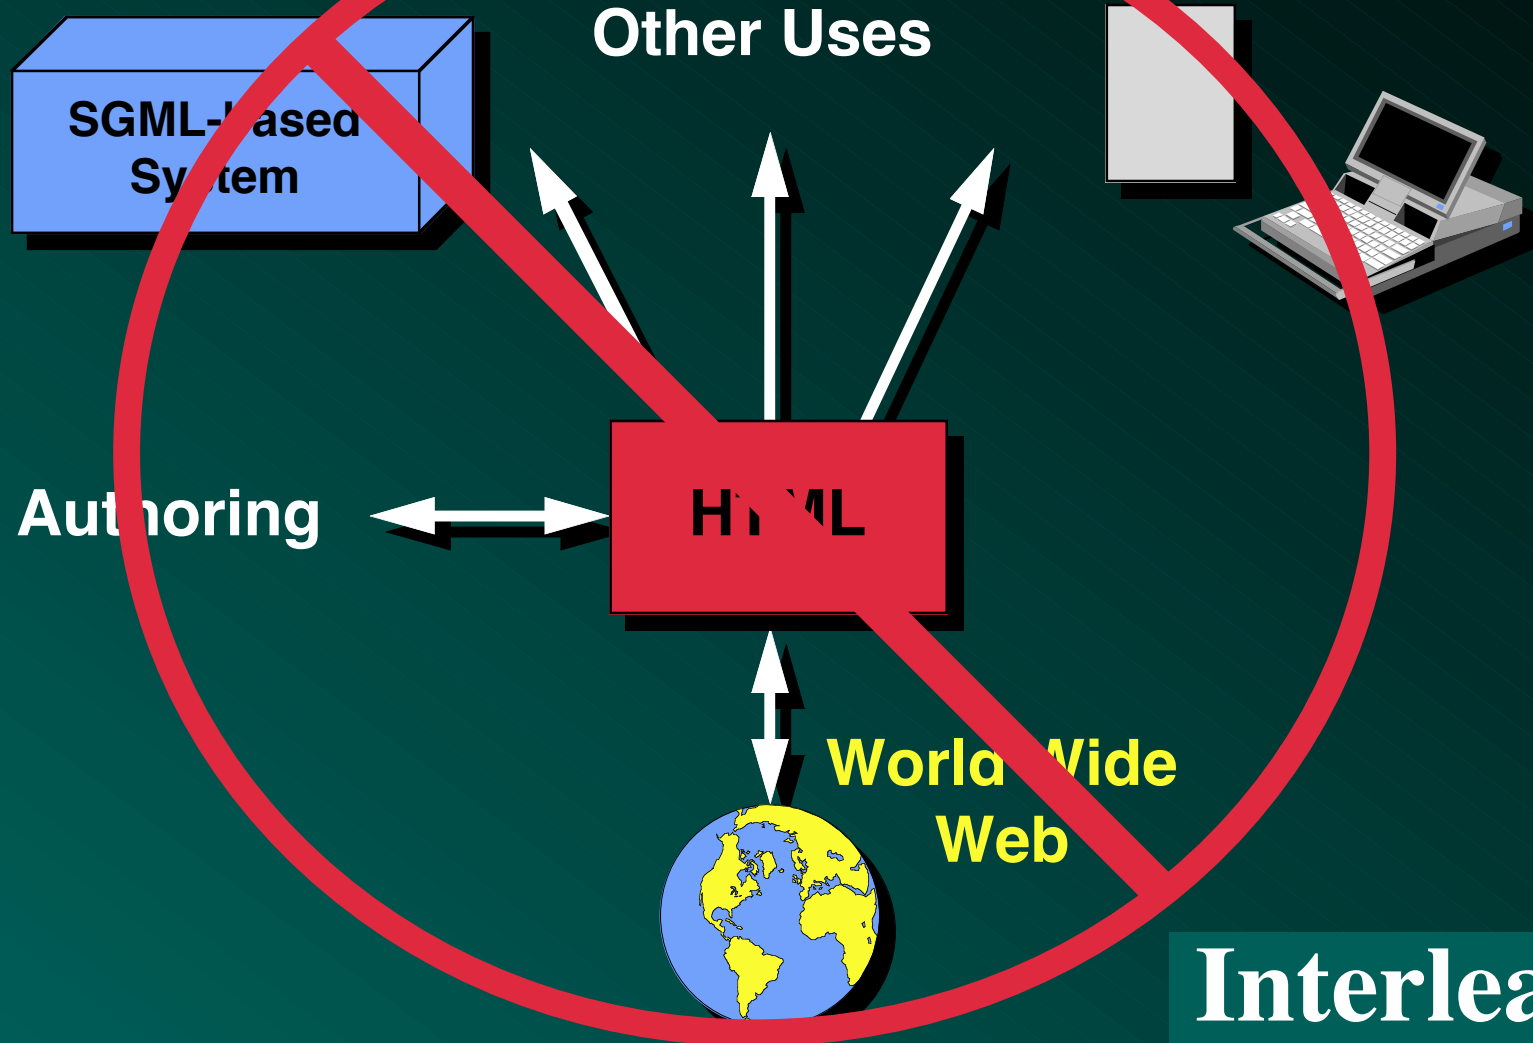 Other Uses
SGML-based
System
Authoring
HTML
World Wide
Web
Interlea